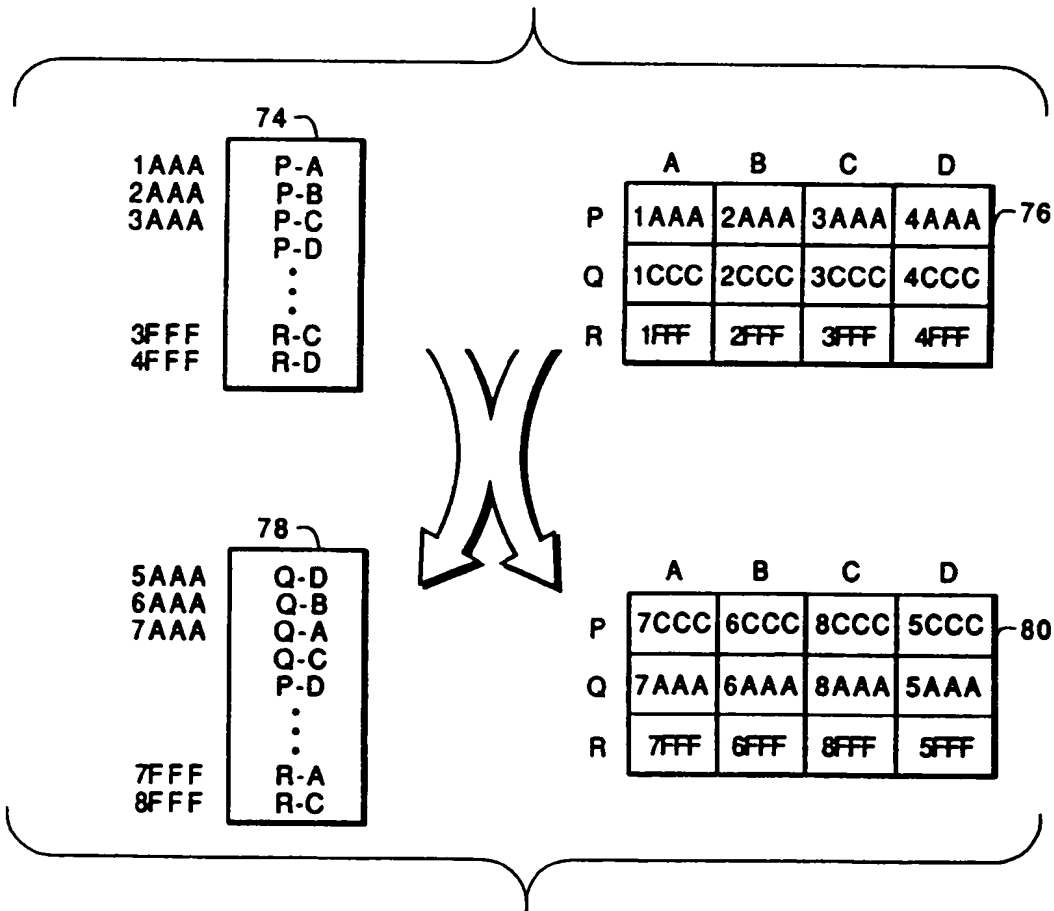 74
1AAA P-A
2AAA P-B
3AAA P-C
P-D
3FFF R-C
4FFF R-D
A B C D
P 1AAA 2AAA 3AAA 4AAA 76
Q 1CCC 2CCC 3CCC 4CCC
R 1FFF 2FFF 3FFF 4FFF
78
5AAA Q-D
6AAA Q-B
7AAA Q-A
Q-C
P-D
7FFF R-A
8FFF R-C
A B C D
P 7CCC 6CCC 8CCC 5CCC 80
Q 7AAA 6AAA 8AAA 5AAA
R 7FFF 6FFF 8FFF 5FFF